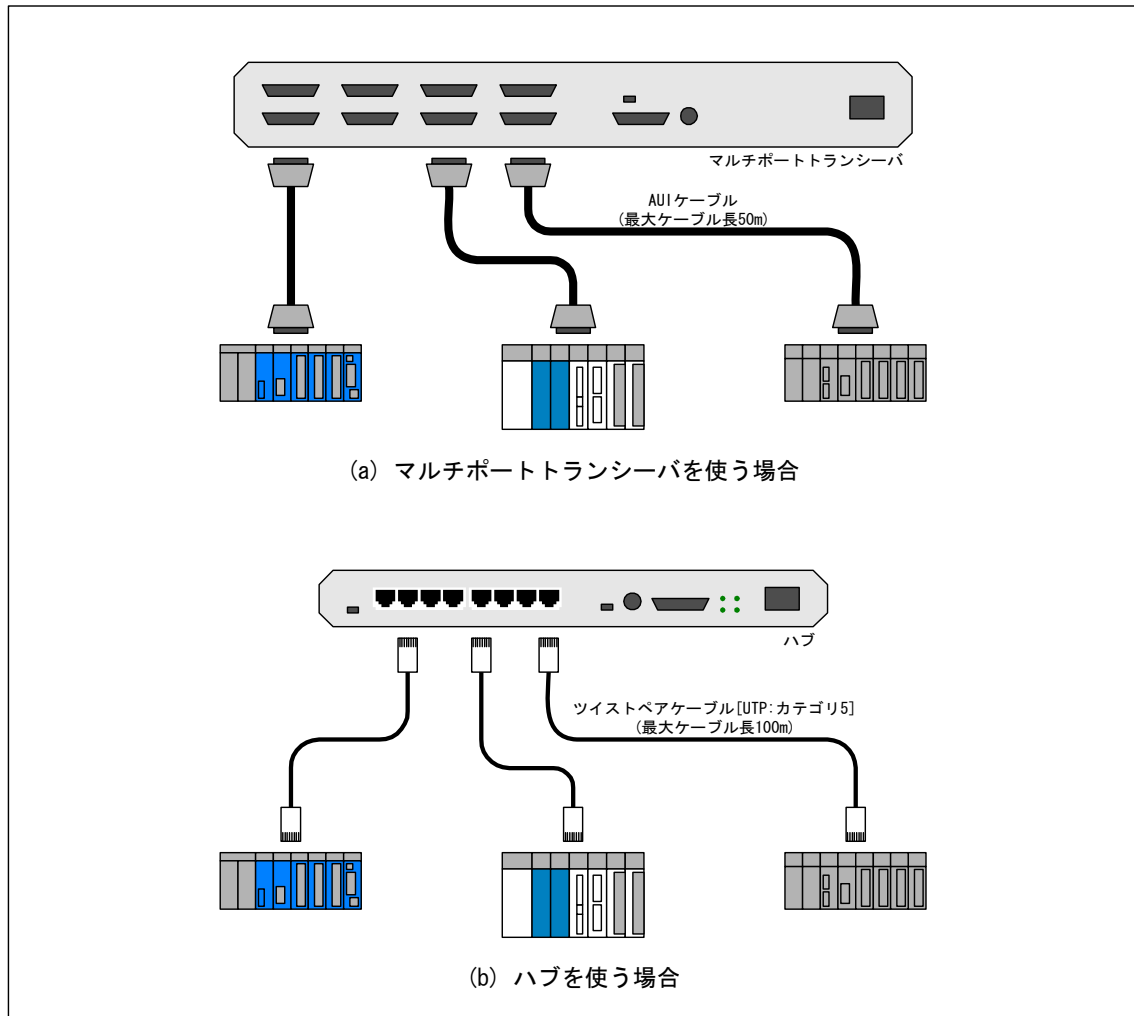 マルチポートトランシーバ
AUIケーブル
(最大ケーブル長50m)
(a) マルチポートトランシーバを使う場合
ハブ
ツイストペアケーブル[UTP:カテゴリ5]
(最大ケーブル長100m)
(b) ハブを使う場合